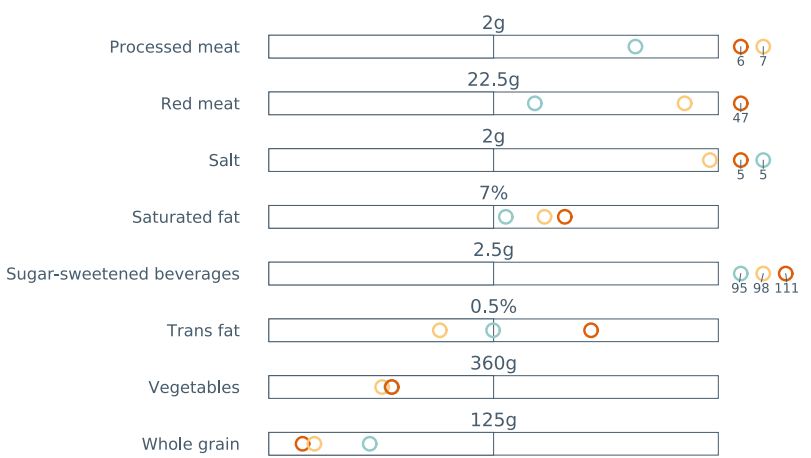 2g
Processed meat
6 7
22.5g
Red meat
47
2g
Salt
5 5
7%
Saturated fat
2.5g
Sugar-sweetened beverages
95 98 111
0.5%
Trans fat
360g
Vegetables
125g
Whole grain